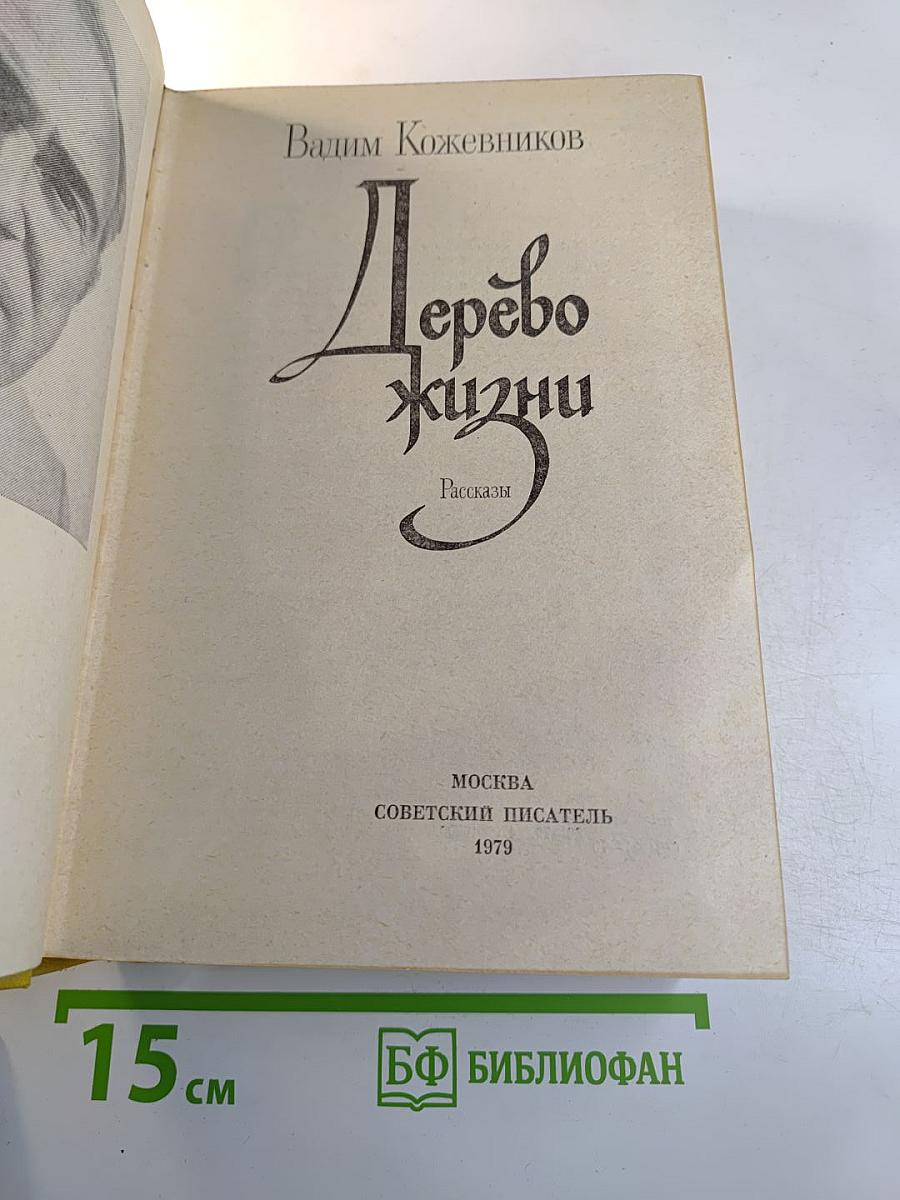 Вадим Кожевников
Дерево
жизни
Рассказы
МОСКВА
СОВЕТСКИЙ ПИСАТЕЛЬ
1979
15 см
БФ БИБЛИОФАН